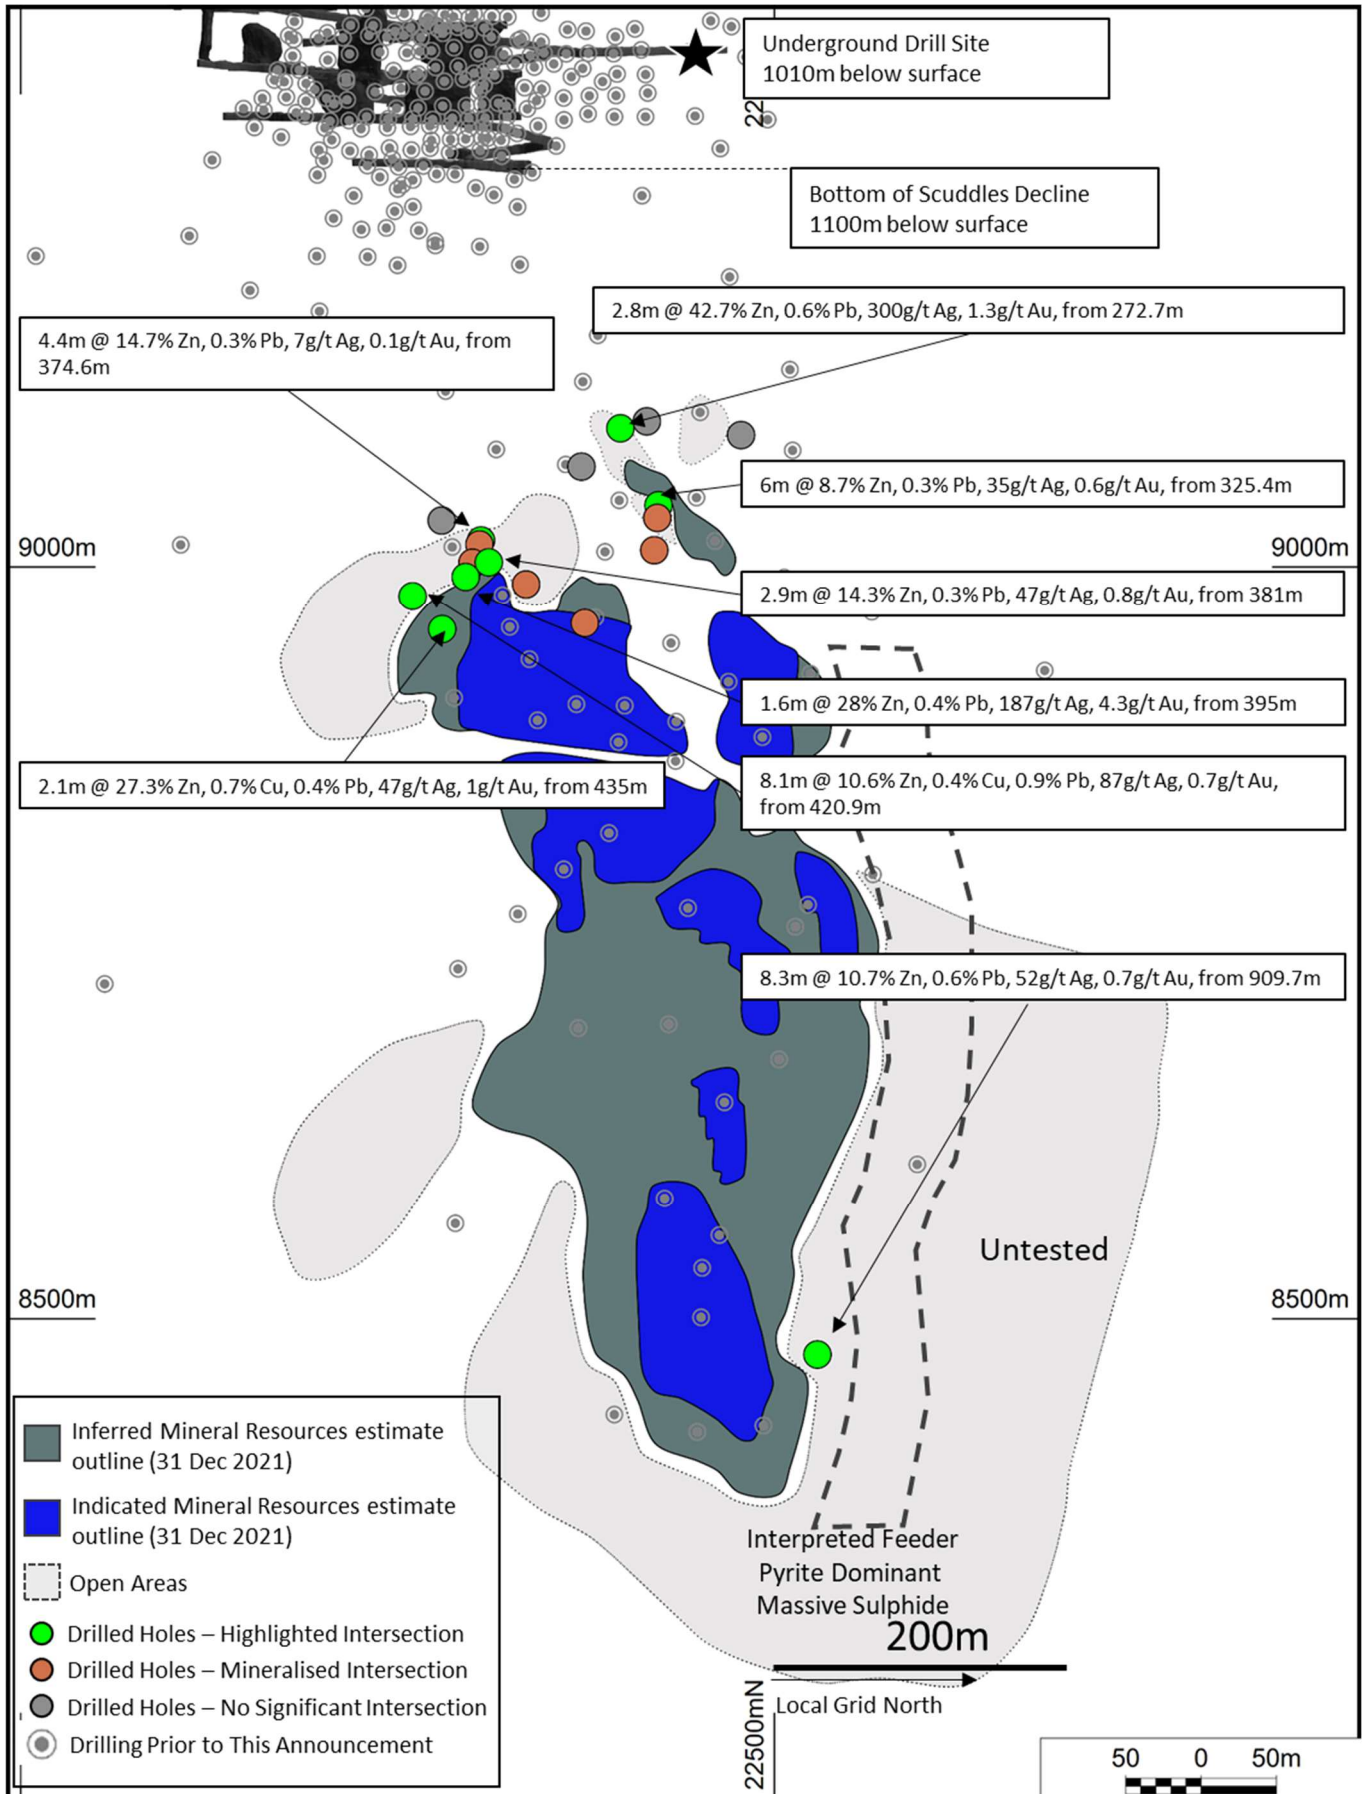 Underground Drill Site
1010m below surface
22
Bottom of Scuddles Decline
1100m below surface
2.8m @ 42.7% Zn, 0.6% Pb, 300g/t Ag, 1.3g/t Au, from 272.7m
4.4m @ 14.7% Zn, 0.3% Pb, 7g/t Ag, 0.1g/t Au, from
374.6m
6m @ 8.7% Zn, 0.3% Pb, 35g/t Ag, 0.6g/t Au, from 325.4m
9000m
9000m
2.9m @ 14.3% Zn, 0.3% Pb, 47g/t Ag, 0.8g/t Au, from 381m
1.6m @ 28% Zn, 0.4% Pb, 187g/t Ag, 4.3g/t Au, from 395m
2.1m @ 27.3% Zn, 0.7% Cu, 0.4% Pb, 47g/t Ag, 1g/t Au, from 435m
8.1m @ 10.6% Zn, 0.4% Cu, 0.9% Pb, 87g/t Ag, 0.7g/t Au,
from 420.9m
8.3m @ 10.7% Zn, 0.6% Pb, 52g/t Ag, 0.7g/t Au, from 909.7m
Untested
8500m
8500m
Inferred Mineral Resources estimate
outline (31 Dec 2021)
Indicated Mineral Resources estimate
outline (31 Dec 2021)
Open Areas
Drilled Holes – Highlighted Intersection
Drilled Holes – Mineralised Intersection
Drilled Holes – No Significant Intersection
Drilling Prior to This Announcement
Interpreted Feeder
Pyrite Dominant
Massive Sulphide
200m
Local Grid North
22500mN
50 0 50m